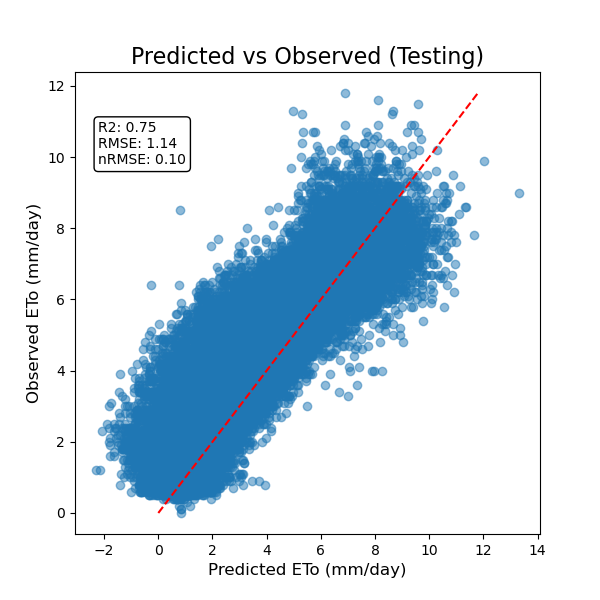 Predicted vs Observed (Testing)
R2: 0.75
RMSE: 1.14
nRMSE: 0.10
Observed ETo (mm/day)
12
10
8
6
4
2
0
−2 0 2 4 6 8 10 12 14
Predicted ETo (mm/day)